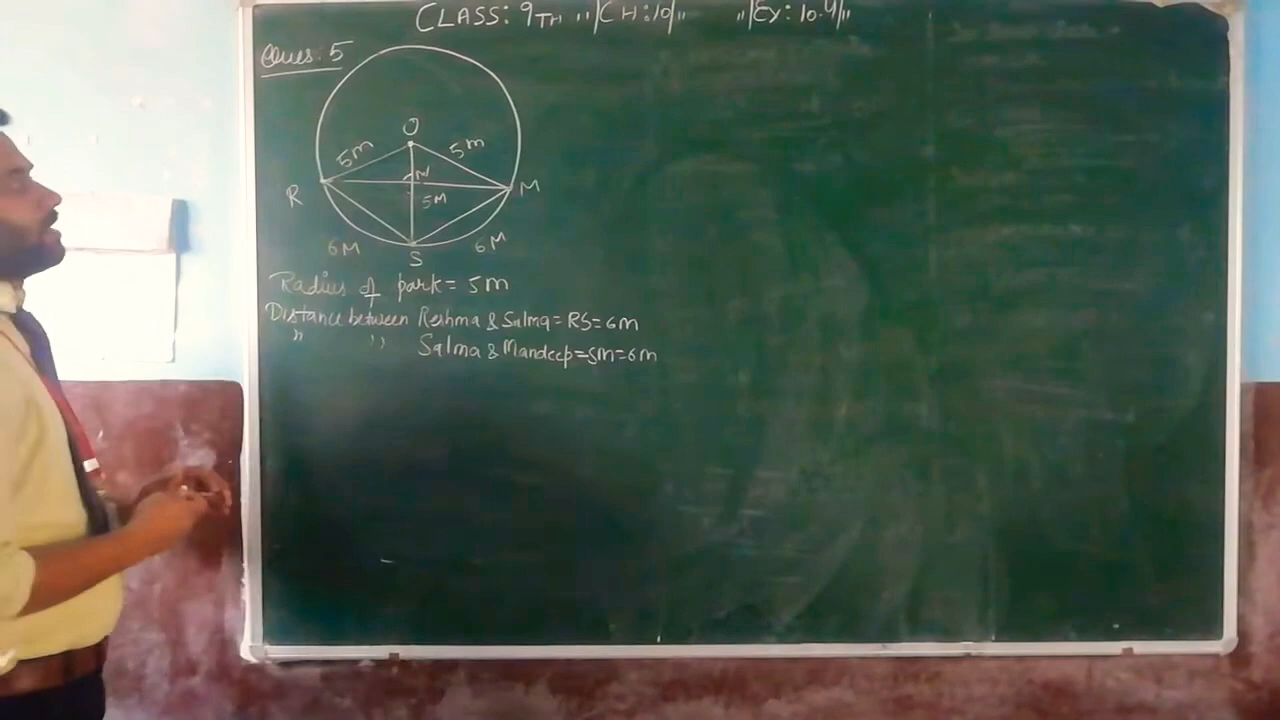 CLASS: 9TH "//CH:10// "//EX: 10.4//"
Ques: 5
O
5m 5m
N
R M
5M
6M 6M
S
Radius of park = 5m
Distance between Reshma & Salma = RS = 6m
" " Salma & Mandeep = SM = 6m